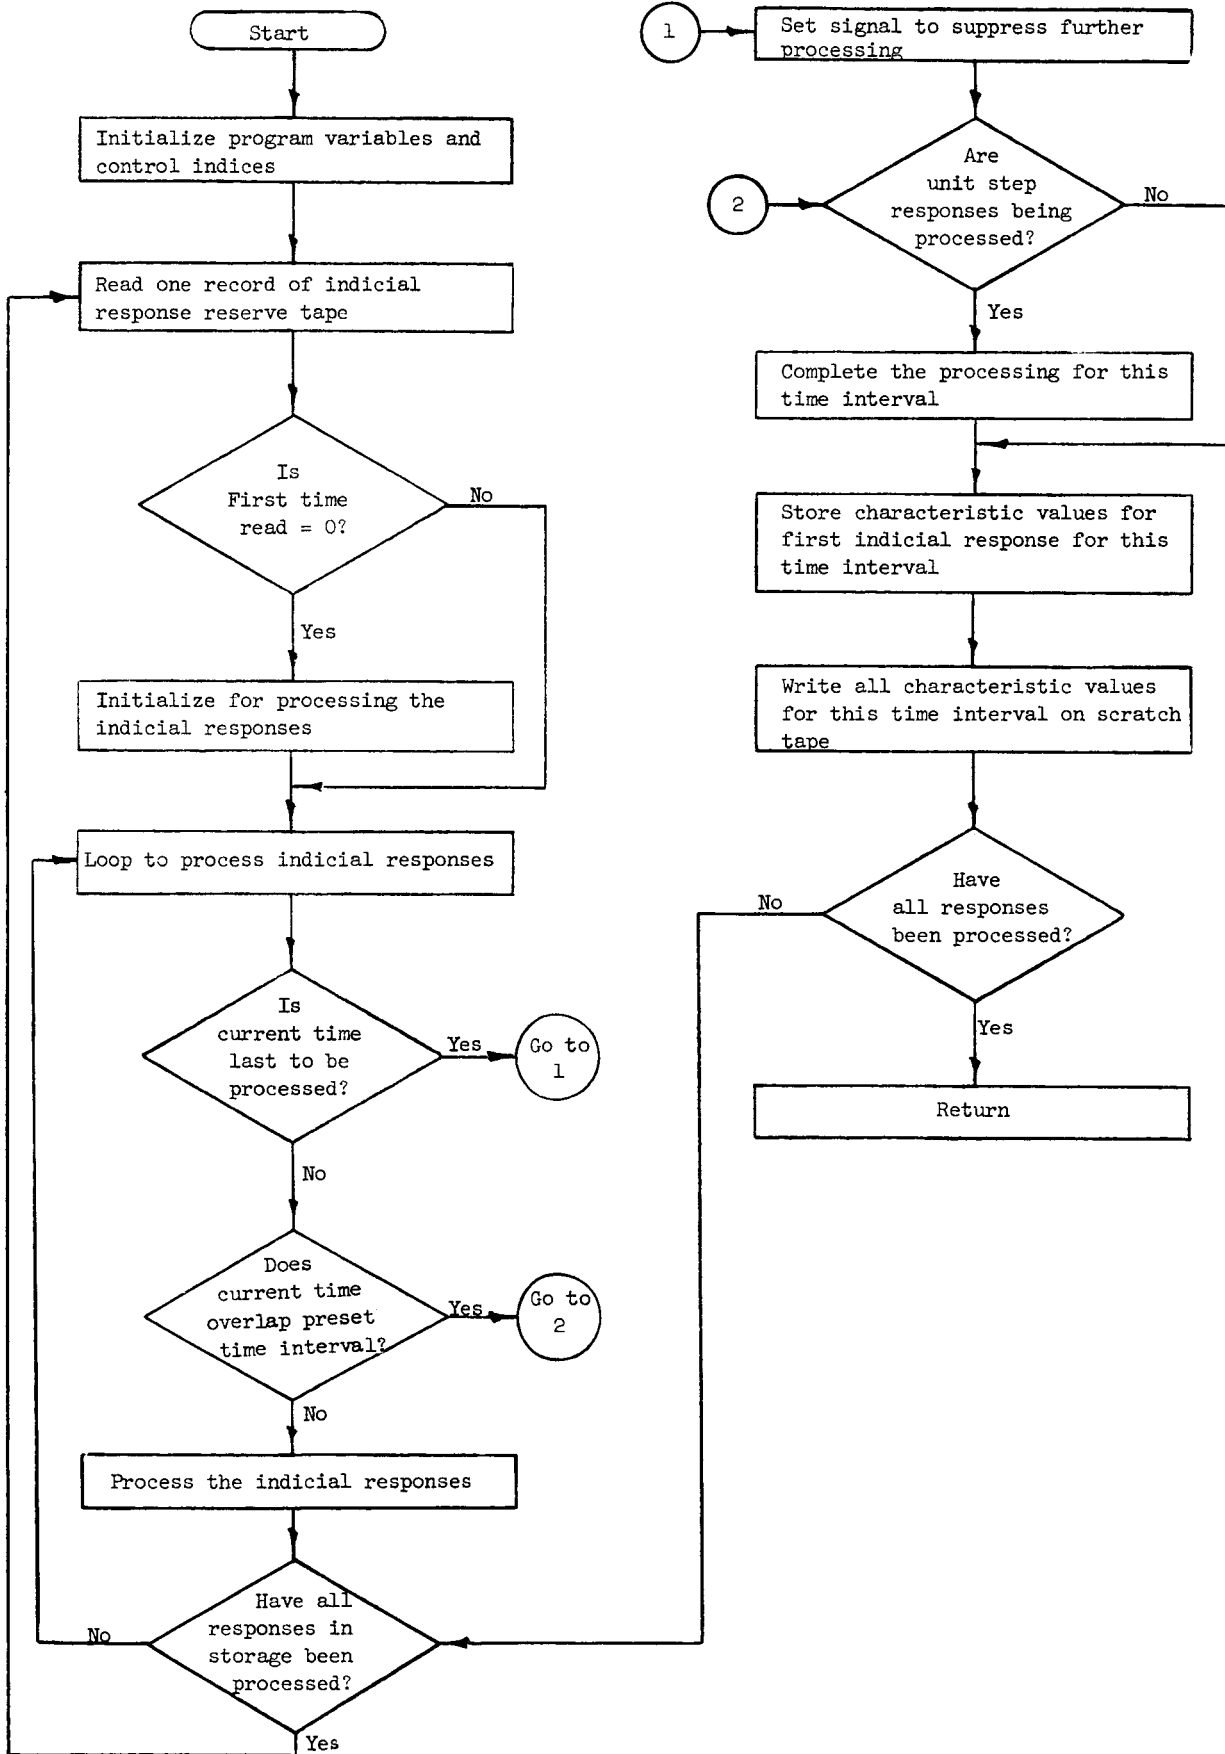 Start
Initialize program variables and
control indices
Read one record of indicial
response reserve tape
Is
First time
read = 0?
No
Yes
Initialize for processing the
indicial responses
Loop to process indicial responses
Is
current time
last to be
processed?
Yes
Go to
1
No
Does
current time
overlap preset
time interval?
Yes
Go to
2
No
Process the indicial responses
Have all
responses in
storage been
processed?
No
Yes
1
Set signal to suppress further
processing
2
Are
unit step
responses being
processed?
No
Yes
Complete the processing for this
time interval
Store characteristic values for
first indicial response for this
time interval
Write all characteristic values
for this time interval on scratch
tape
Have
all responses
been processed?
No
Yes
Return